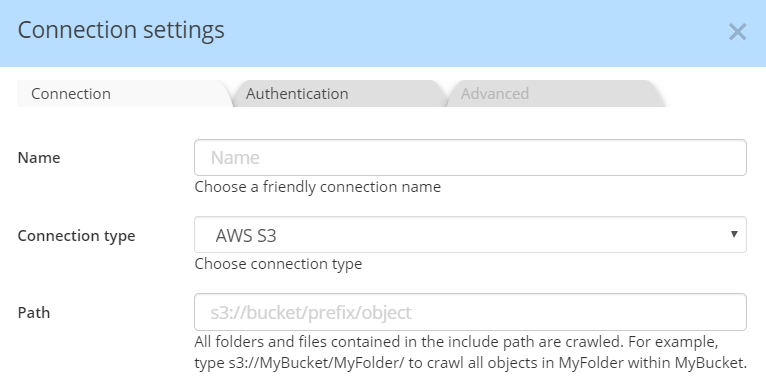 Connection settings
Connection Authentication Advanced
Name
Name
Choose a friendly connection name
Connection type
AWS S3
Choose connection type
Path
s3://bucket/prefix/object
All folders and files contained in the include path are crawled. For example,
type s3://MyBucket/MyFolder/ to crawl all objects in MyFolder within MyBucket.